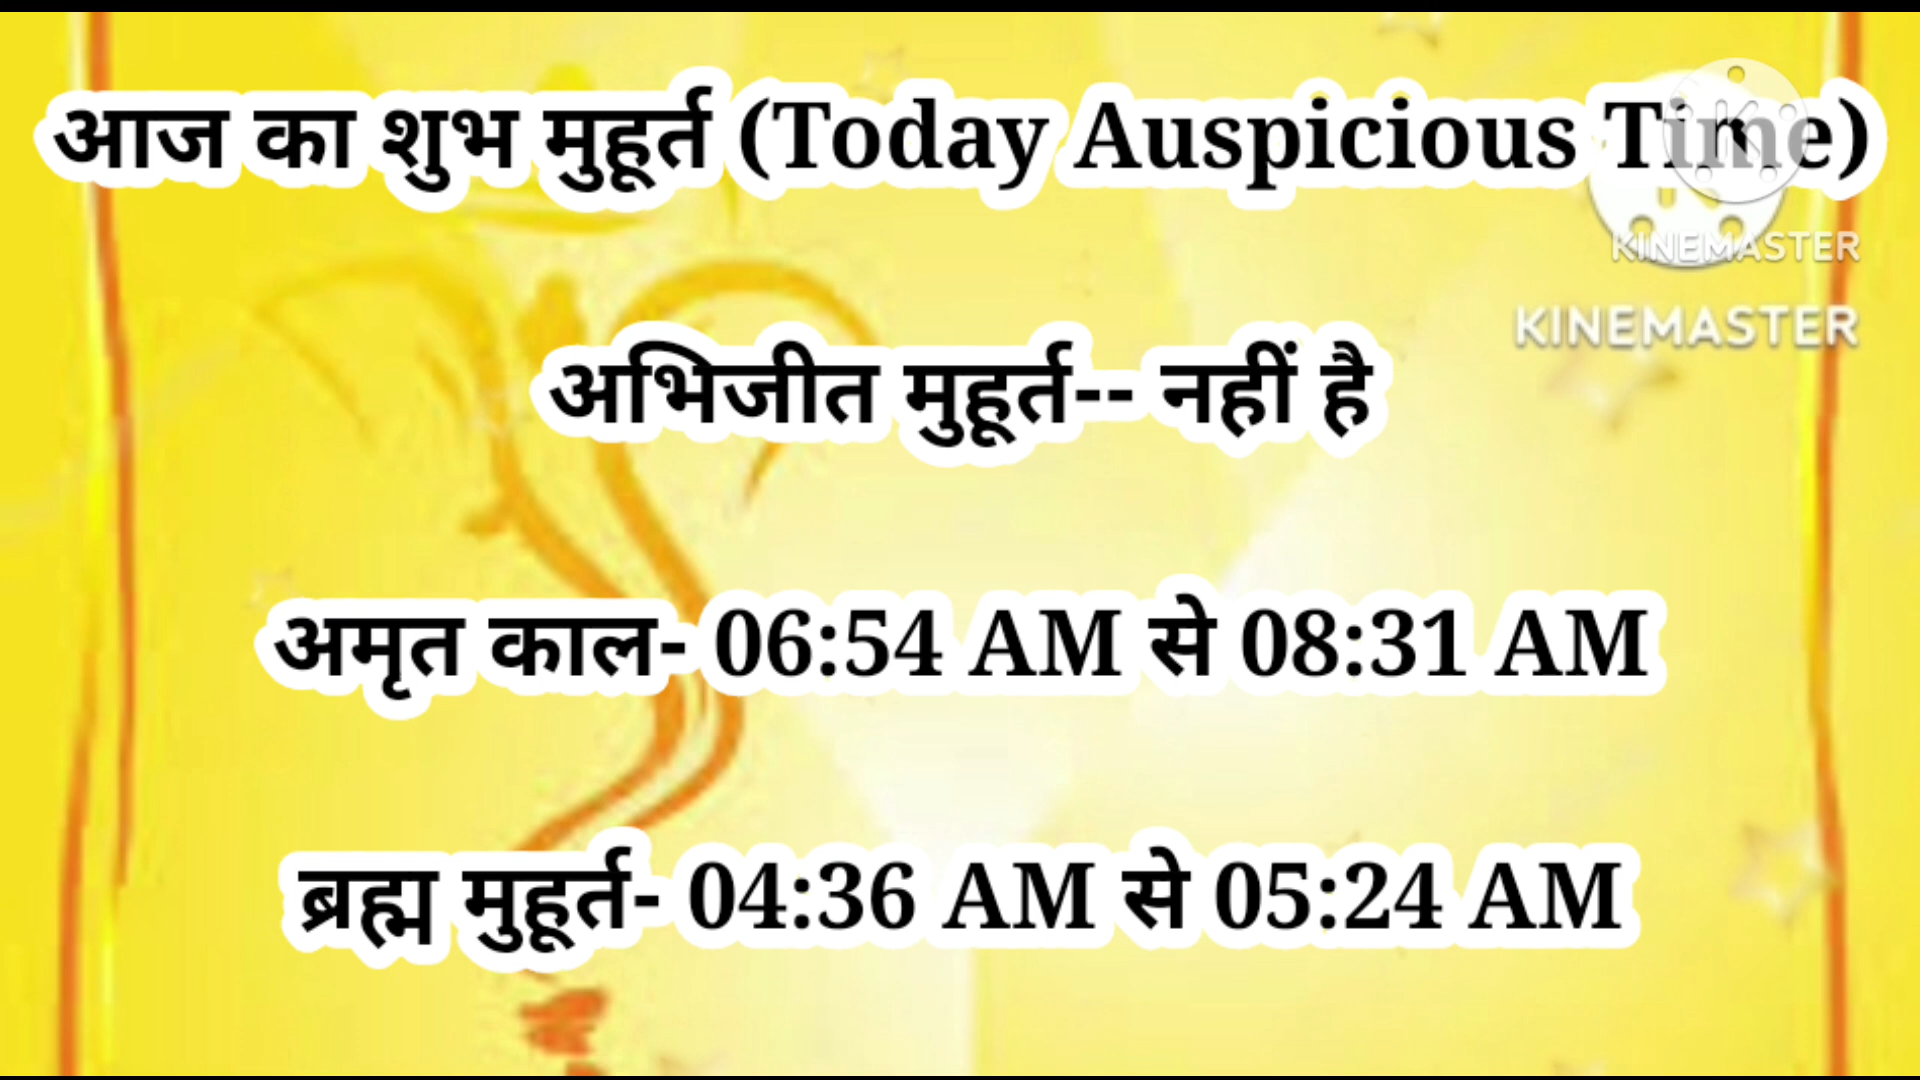 आज का शुभ मुहूर्त (Today Auspicious Time)
KINEMASTER
KINEMASTER
अभिजीत मुहूर्त-- नहीं है
अमृत काल- 06:54 AM से 08:31 AM
ब्रह्म मुहूर्त- 04:36 AM से 05:24 AM